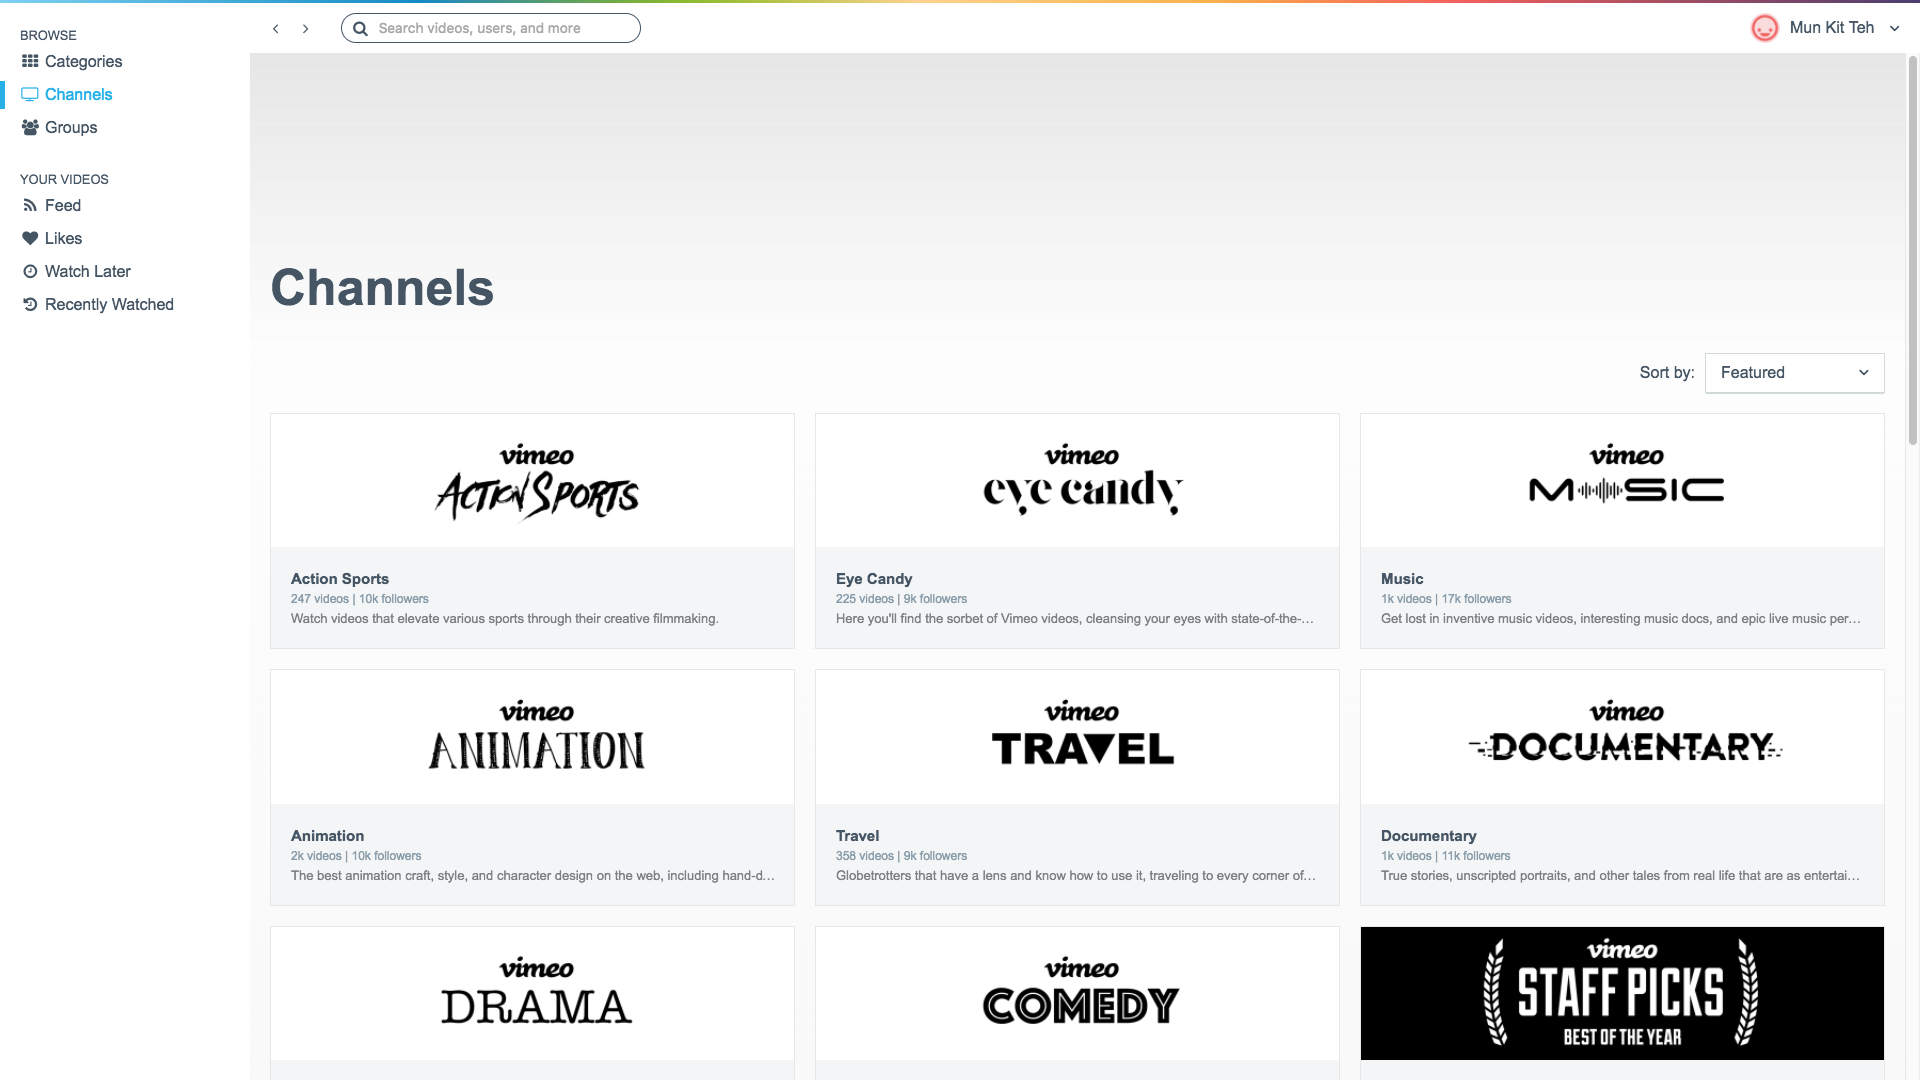 BROWSE
Categories
Channels
Groups
YOUR VIDEOS
Feed
Likes
Watch Later
Recently Watched
Search videos, users, and more
Mun Kit Teh
Channels
Sort by:
Featured
vimeo
ACTION SPORTS
Action Sports
247 videos | 10k followers
Watch videos that elevate various sports through their creative filmmaking.
vimeo
eye candy
Eye Candy
225 videos | 9k followers
Here you'll find the sorbet of Vimeo videos, cleansing your eyes with state-of-the-...
vimeo
MUSIC
Music
1k videos | 17k followers
Get lost in inventive music videos, interesting music docs, and epic live music per...
vimeo
ANIMATION
Animation
2k videos | 10k followers
The best animation craft, style, and character design on the web, including hand-d...
vimeo
TRAVEL
Travel
358 videos | 9k followers
Globetrotters that have a lens and know how to use it, traveling to every corner of...
vimeo
DOCUMENTARY
Documentary
1k videos | 11k followers
True stories, unscripted portraits, and other tales from real life that are as entertai...
vimeo
DRAMA
vimeo
COMEDY
vimeo
STAFF PICKS
BEST OF THE YEAR